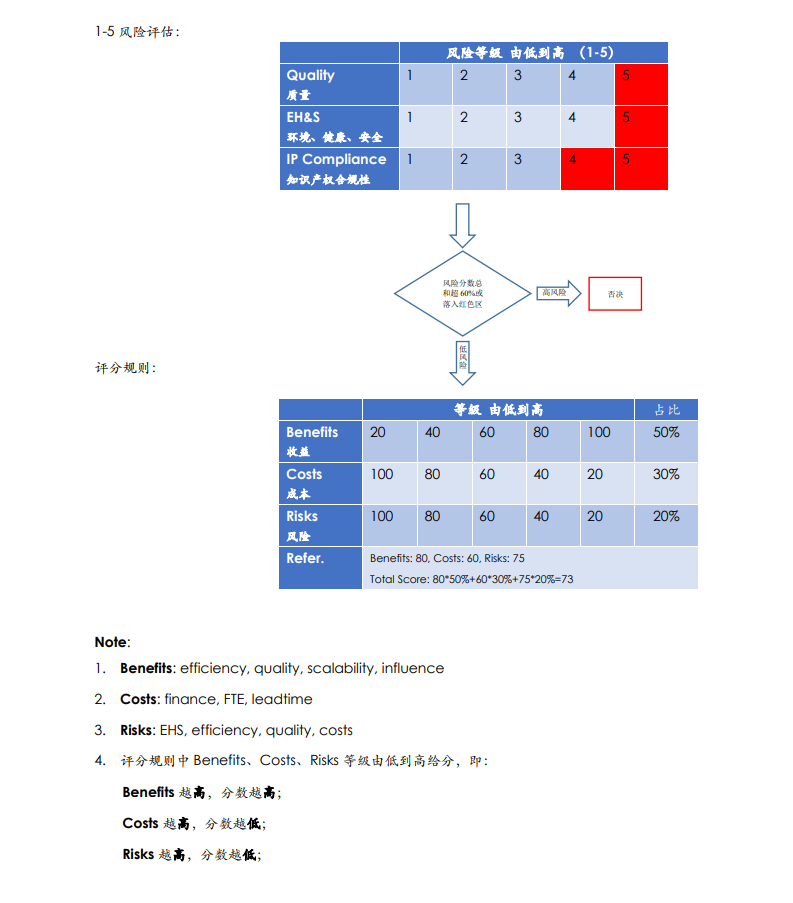 1-5 风险评估：
风险等级 由低到高 （1-5）
Quality 1 2 3 4 5
质量
EH&S 1 2 3 4 5
环境、健康、安全
IP Compliance 1 2 3 4 5
知识产权合规性
风险分数总
和超 60%或
落入红色区
高风险
否决
低
风
险
评分规则：
等级 由低到高 占比
Benefits 20 40 60 80 100 50%
收益
Costs 100 80 60 40 20 30%
成本
Risks 100 80 60 40 20 20%
风险
Refer. Benefits: 80, Costs: 60, Risks: 75
Total Score: 80*50%+60*30%+75*20%=73
Note:
1. Benefits: efficiency, quality, scalability, influence
2. Costs: finance, FTE, leadtime
3. Risks: EHS, efficiency, quality, costs
4. 评分规则中 Benefits、Costs、Risks 等级由低到高给分，即：
Benefits 越高，分数越高；
Costs 越高，分数越低；
Risks 越高，分数越低；